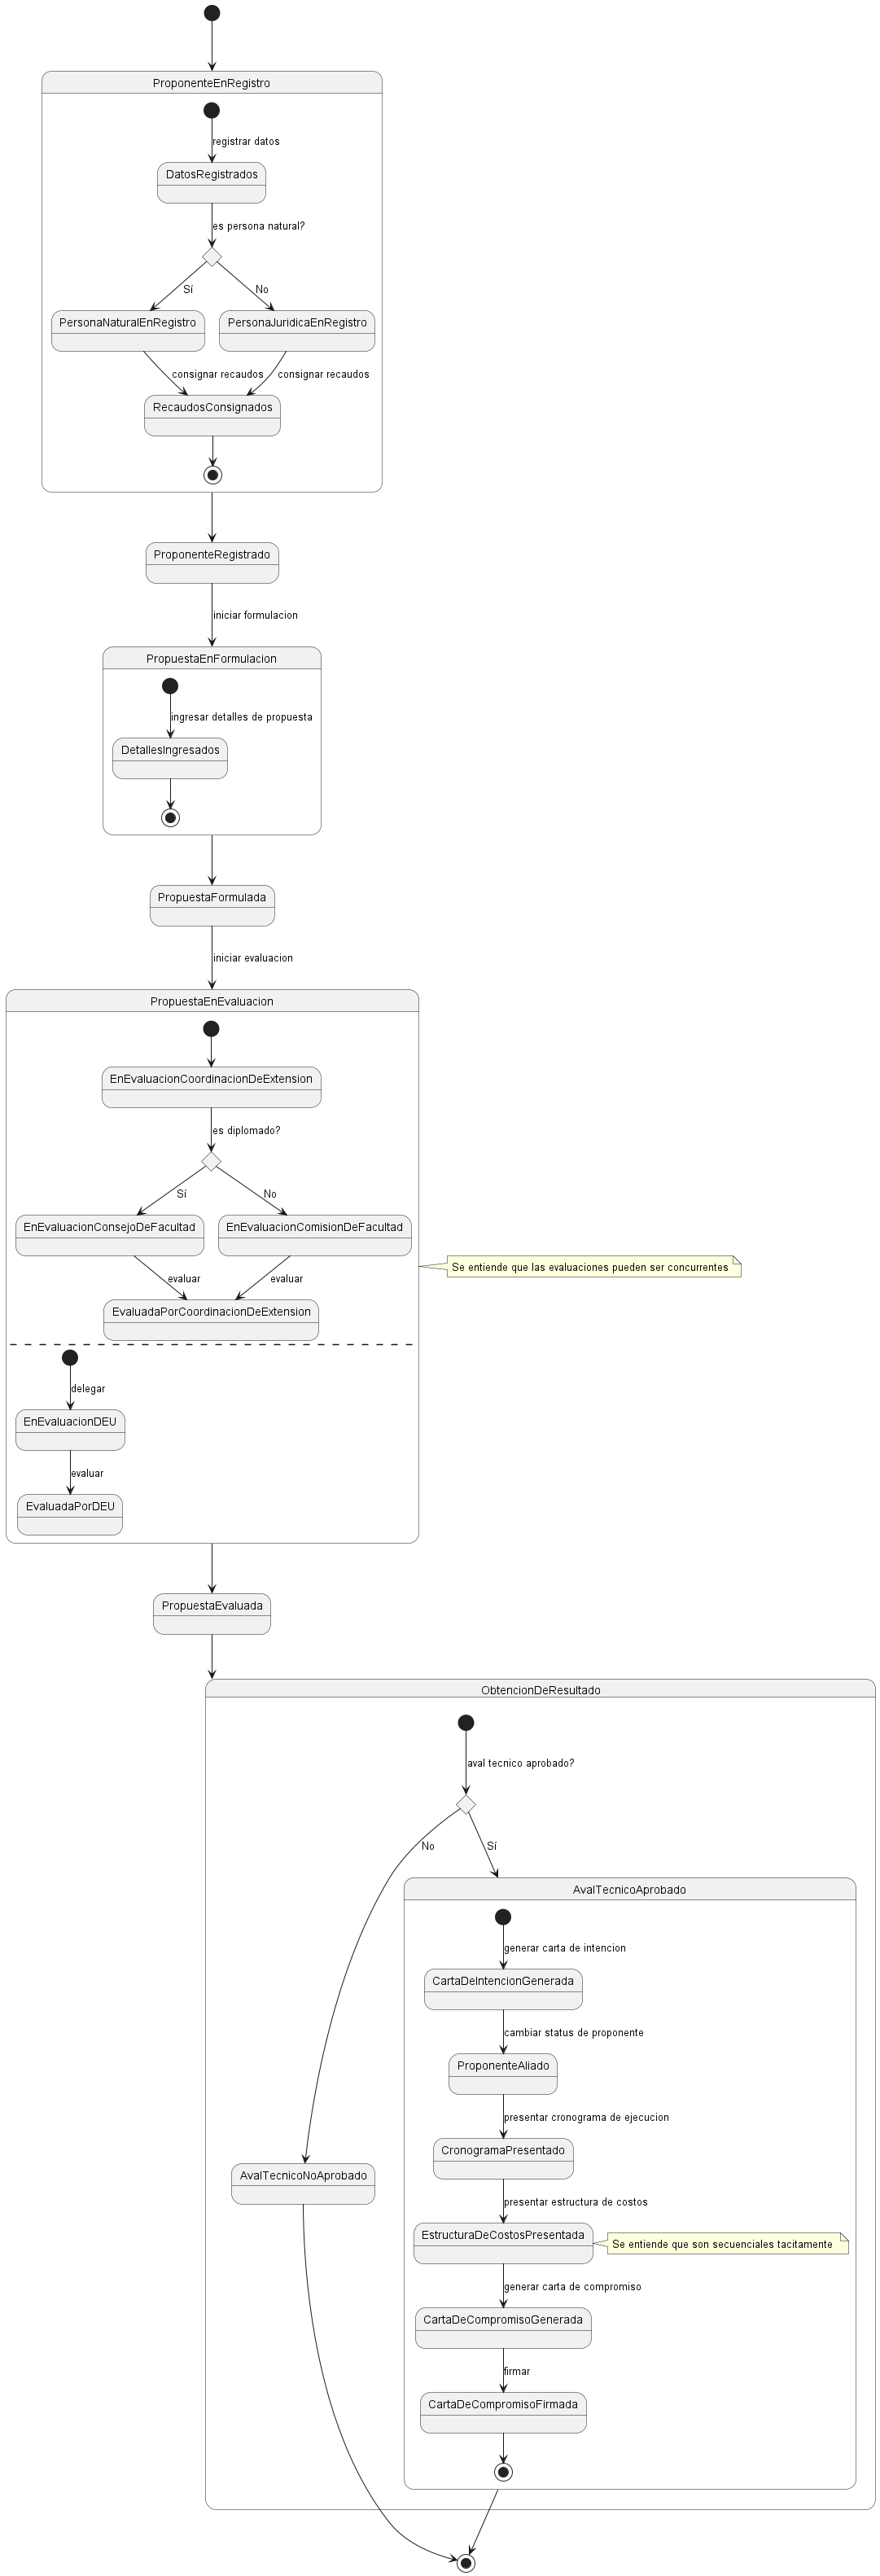 ProponenteEnRegistro
registrar datos
DatosRegistrados
es persona natural?
Sí
No
PersonaNaturalEnRegistro
PersonaJuridicaEnRegistro
consignar recaudos
consignar recaudos
RecaudosConsignados
ProponenteRegistrado
iniciar formulacion
PropuestaEnFormulacion
ingresar detalles de propuesta
DetallesIngresados
PropuestaFormulada
iniciar evaluacion
PropuestaEnEvaluacion
EnEvaluacionCoordinacionDeExtension
es diplomado?
Sí
No
EnEvaluacionConsejoDeFacultad
EnEvaluacionComisionDeFacultad
Se entiende que las evaluaciones pueden ser concurrentes
evaluar
evaluar
EvaluadaPorCoordinacionDeExtension
delegar
EnEvaluacionDEU
evaluar
EvaluadaPorDEU
PropuestaEvaluada
ObtencionDeResultado
aval tecnico aprobado?
No
Sí
AvalTecnicoAprobado
generar carta de intencion
CartaDeIntencionGenerada
cambiar status de proponente
ProponenteAliado
presentar cronograma de ejecucion
CronogramaPresentado
AvalTecnicoNoAprobado
presentar estructura de costos
EstructuraDeCostosPresentada
Se entiende que son secuenciales tacitamente
generar carta de compromiso
CartaDeCompromisoGenerada
firmar
CartaDeCompromisoFirmada